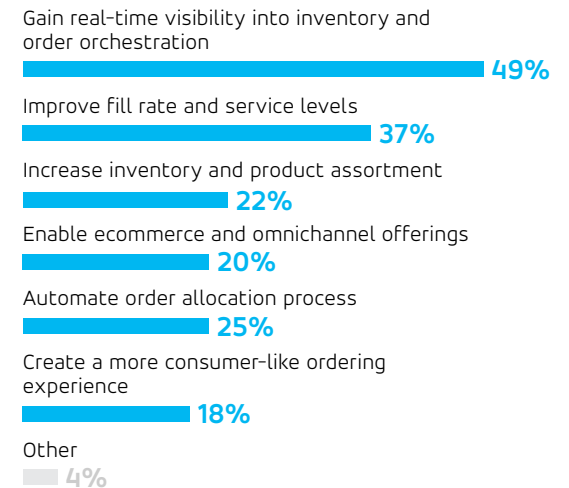 Gain real-time visibility into inventory and
order orchestration
49%
Improve fill rate and service levels
37%
Increase inventory and product assortment
22%
Enable ecommerce and omnichannel offerings
20%
Automate order allocation process
25%
Create a more consumer-like ordering
experience
18%
Other
4%